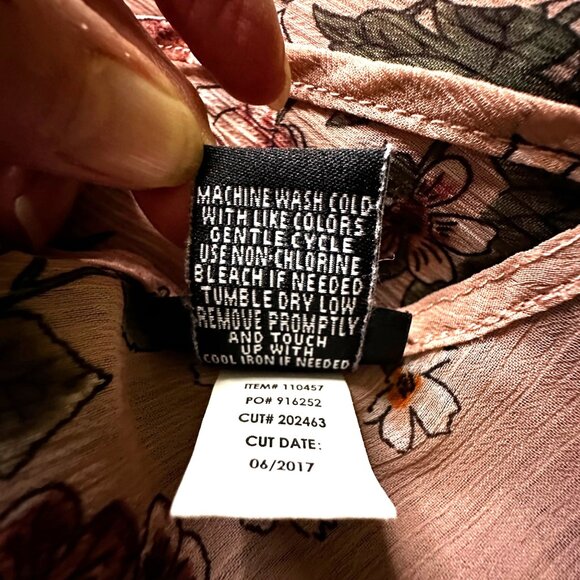 MACHINE WASH COLD
WITH LIKE COLORS
GENTLE CYCLE
USE NON-CHLORINE
BLEACH IF NEEDED
TUMBLE DRY LOW
REMOVE PROMPTLY
AND TOUCH
UP WITH
COOL IRON IF NEEDED
ITEM# 110457
PO# 916252
CUT# 202463
CUT DATE:
06/2017